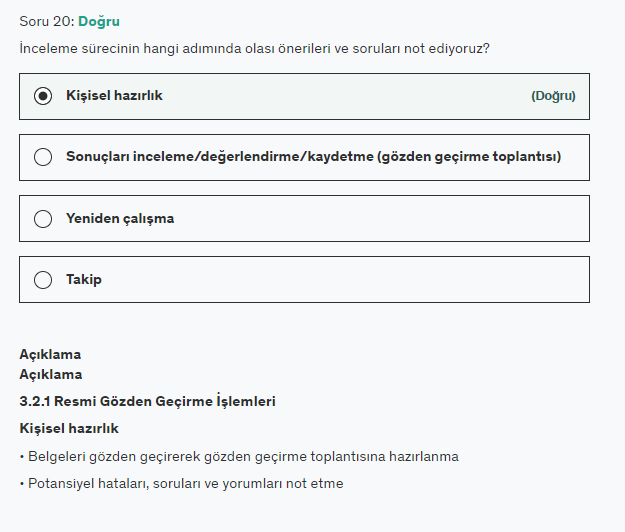 Soru 20: Doğru
İnceleme sürecinin hangi adımında olası önerileri ve soruları not ediyoruz?
Kişisel hazırlık (Doğru)
Sonuçları inceleme/değerlendirme/kaydetme (gözden geçirme toplantısı)
Yeniden çalışma
Takip
Açıklama
Açıklama
3.2.1 Resmi Gözden Geçirme İşlemleri
Kişisel hazırlık
• Belgeleri gözden geçirerek gözden geçirme toplantısına hazırlanma
• Potansiyel hataları, soruları ve yorumları not etme